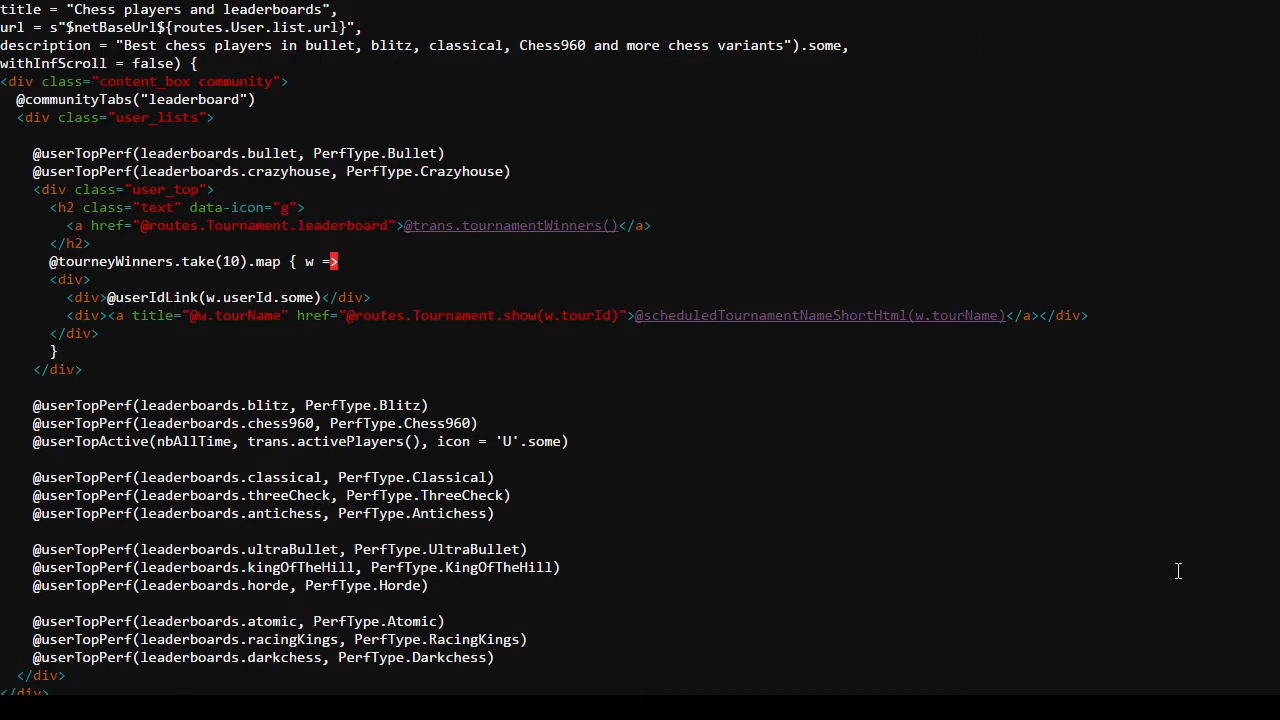 title = "Chess players and leaderboards",
url = s"$netBaseUrl${routes.User.list.url}",
description = "Best chess players in bullet, blitz, classical, Chess960 and more chess variants").some,
withInfScroll = false) {
<div class="content_box community">
@communityTabs("leaderboard")
<div class="user_lists">
@userTopPerf(leaderboards.bullet, PerfType.Bullet)
@userTopPerf(leaderboards.crazyhouse, PerfType.Crazyhouse)
<div class="user_top">
<h2 class="text" data-icon="g">
<a href="@routes.Tournament.leaderboard">@trans.tournamentWinners()</a>
</h2>
@tourneyWinners.take(10).map { w =>
<div>
<div>@userIdLink(w.userId.some)</div>
<div><a title="@w.tourName" href="@routes.Tournament.show(w.tourId)">@scheduledTournamentNameShortHtml(w.tourName)</a></div>
</div>
}
</div>
@userTopPerf(leaderboards.blitz, PerfType.Blitz)
@userTopPerf(leaderboards.chess960, PerfType.Chess960)
@userTopActive(nbAllTime, trans.activePlayers(), icon = 'U'.some)
@userTopPerf(leaderboards.classical, PerfType.Classical)
@userTopPerf(leaderboards.threeCheck, PerfType.ThreeCheck)
@userTopPerf(leaderboards.antichess, PerfType.Antichess)
@userTopPerf(leaderboards.ultraBullet, PerfType.UltraBullet)
@userTopPerf(leaderboards.kingOfTheHill, PerfType.KingOfTheHill)
@userTopPerf(leaderboards.horde, PerfType.Horde)
@userTopPerf(leaderboards.atomic, PerfType.Atomic)
@userTopPerf(leaderboards.racingKings, PerfType.RacingKings)
@userTopPerf(leaderboards.darkchess, PerfType.Darkchess)
</div>
</div>